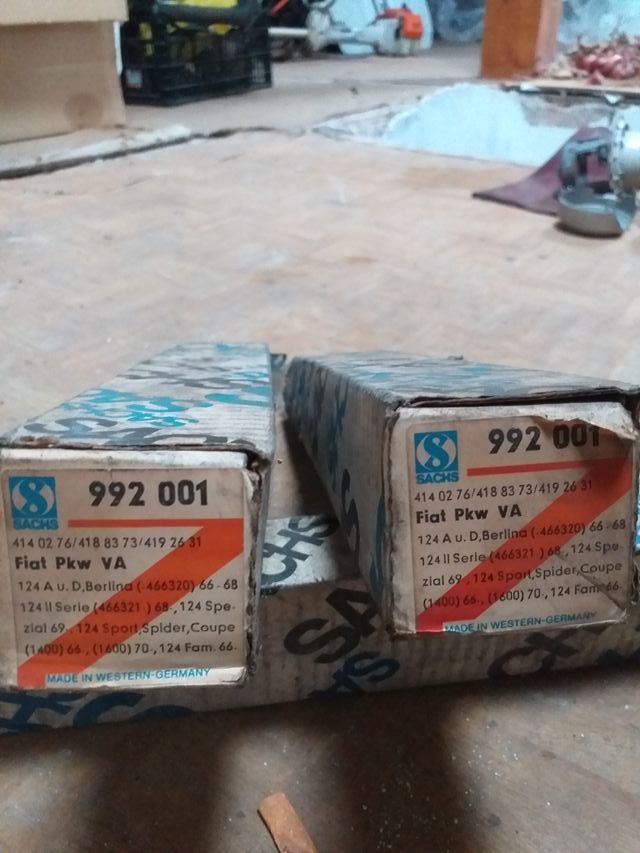 SACHS
992 001
414 02 76/418 83 73/419 26 31
Fiat Pkw VA
124 A u. D,Berlina (-466320) 66-68
124 II Serie (466321 ) 68-, 124 Spe-
zial 69-, 124 Sport,Spider,Coupe
(1400) 66-, (1600) 70-, 124 Fam. 66-
MADE IN WESTERN-GERMANY
SACHS
992 001
414 02 76/418 83 73/419 26 31
Fiat Pkw VA
124 A u. D,Berlina (-466320) 66-68
124 II Serie (466321 ) 68-, 124 Spe-
zial 69-, 124 Sport,Spider,Coupe
(1400) 66-, (1600) 70-, 124 Fam. 66-
MADE IN WESTERN-GERMANY